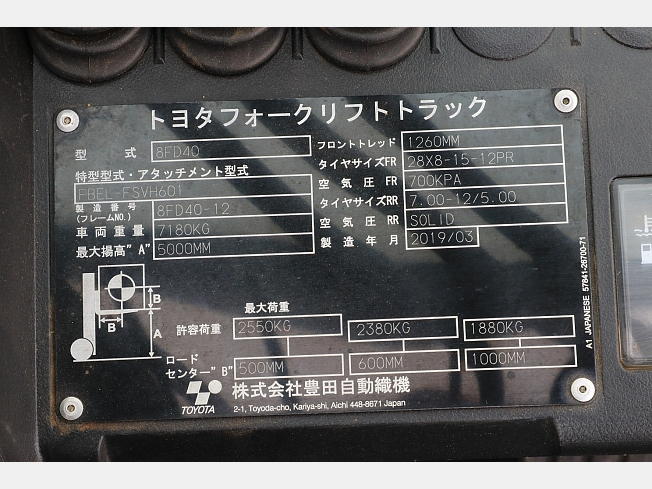 トヨタフォークリフトトラック
型式 8FD40
特型型式・アタッチメント型式
FBEL-FSVH601
製造番号 (フレームNO.) 8FD40-12
車両重量 7180KG
最大揚高"A" 5000MM
フロントトレッド 1260MM
タイヤサイズFR 28X8-15-12PR
空気圧 FR 700KPA
タイヤサイズRR 7.00-12/5.00
空気圧 RR SOLID
製造年月 2019/03
B
B
A
最大荷重
許容荷重 2550KG 2380KG 1880KG
ロードセンター"B" 500MM 600MM 1000MM
TOYOTA 株式会社豊田自動織機
2-1, Toyoda-cho, Kariya-shi, Aichi 448-8671 Japan
A1 JAPANESE 57841-26700-71